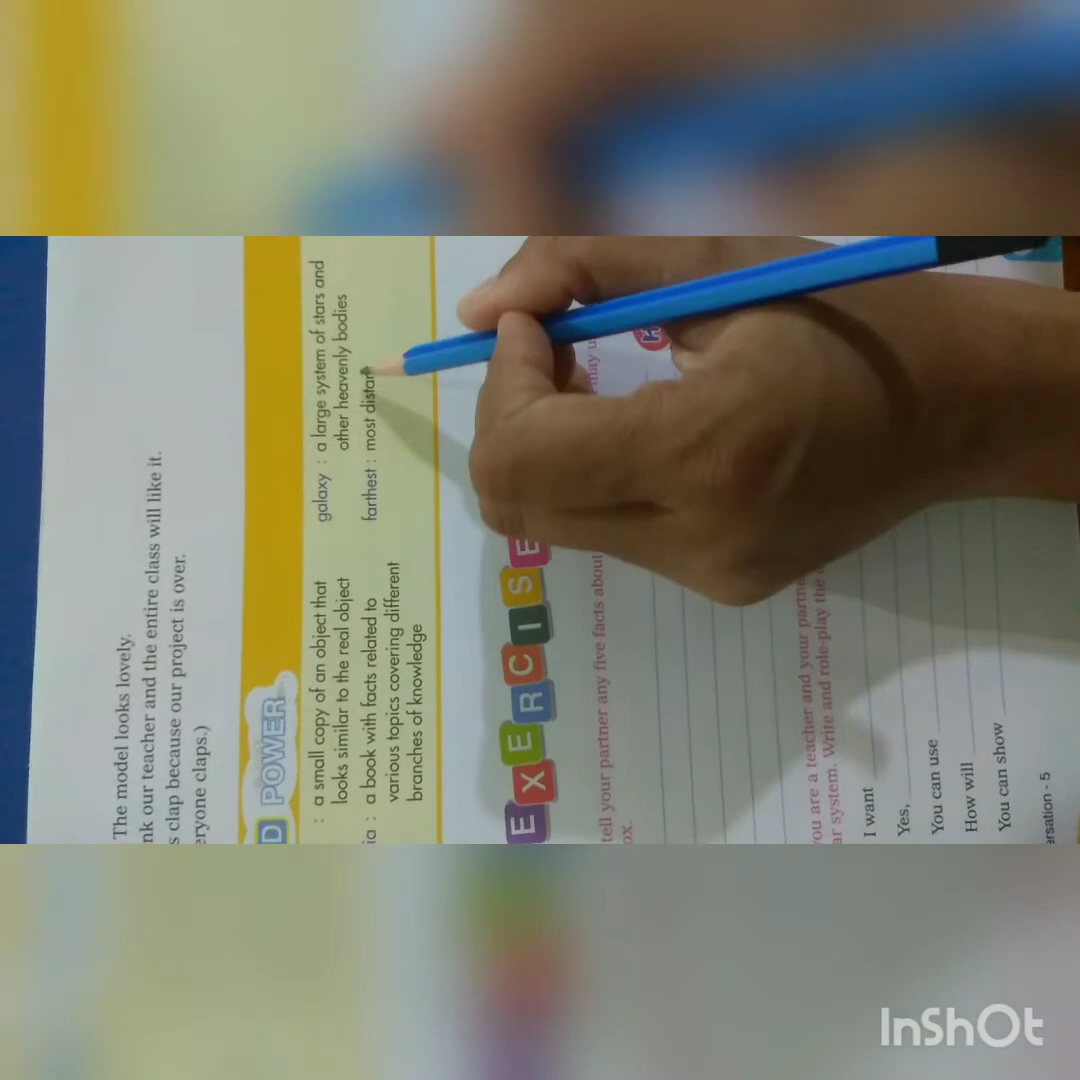 The model looks lovely.
nk our teacher and the entire class will like it.
s clap because our project is over.
eryone claps.)
D POWER
: a small copy of an object that
looks similar to the real object
ia : a book with facts related to
various topics covering different
branches of knowledge
galaxy : a large system of stars and
other heavenly bodies
farthest : most distan
EXERCISE
tell your partner any five facts about
may u
ox.
H
ou are a teacher and your partne
ar system. Write and role-play the
I want
Yes,
You can use
How will
You can show
ersation - 5
InShOt